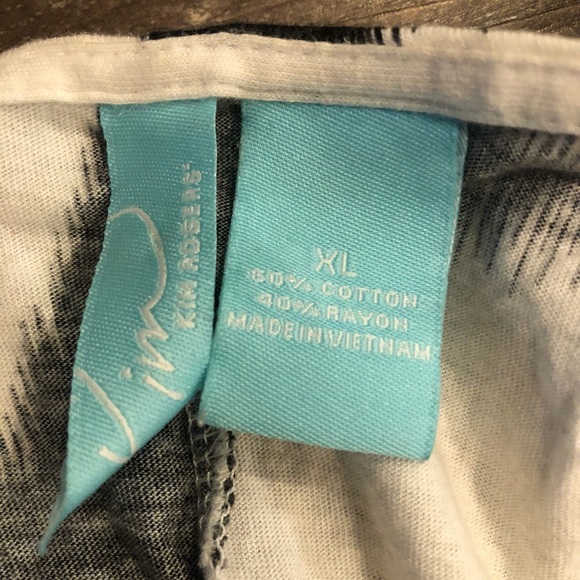 Kim
KIM ROGERS®
XL
60% COTTON
40% RAYON
MADE IN VIETNAM